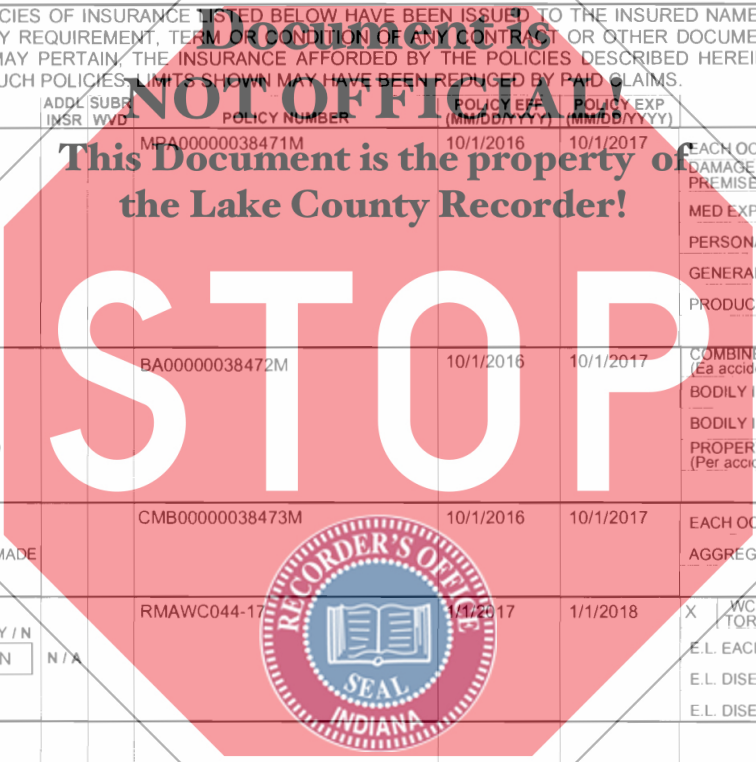 CIES OF INSURANCE LISTED BELOW HAVE BEEN ISSUED TO THE INSURED NAME
Document is
Y REQUIREMENT, TERM OR CONDITION OF ANY CONTRACT OR OTHER DOCUME
MAY PERTAIN, THE INSURANCE AFFORDED BY THE POLICIES DESCRIBED HEREI
UCH POLICIES. LIMITS SHOWN MAY HAVE BEEN REDUCED BY PAID CLAIMS.
NOT OFFICIAL!
ADDL SUBR POLICY EFF POLICY EXP
INSR WVD POLICY NUMBER (MM/DD/YYYY) (MM/DD/YYYY)
MPA00000038471M 10/1/2016 10/1/2017 EACH OC
This Document is the property of
DAMAGE
PREMISE
the Lake County Recorder!
MED EXP
PERSONA
GENERAL
PRODUC
STOP
BA00000038472M 10/1/2016 10/1/2017 COMBINE
(Ea accid
BODILY I
BODILY I
PROPER
(Per accid
CMB00000038473M 10/1/2016 10/1/2017 EACH OC
MADE AGGREG
RECORDER'S OFFICE
RMAWC044-17 1/1/2017 1/1/2018 X WC
TOR
Y / N
N N / A
E.L. EACH
E.L. DISE
SEAL
E.L. DISE
INDIANA